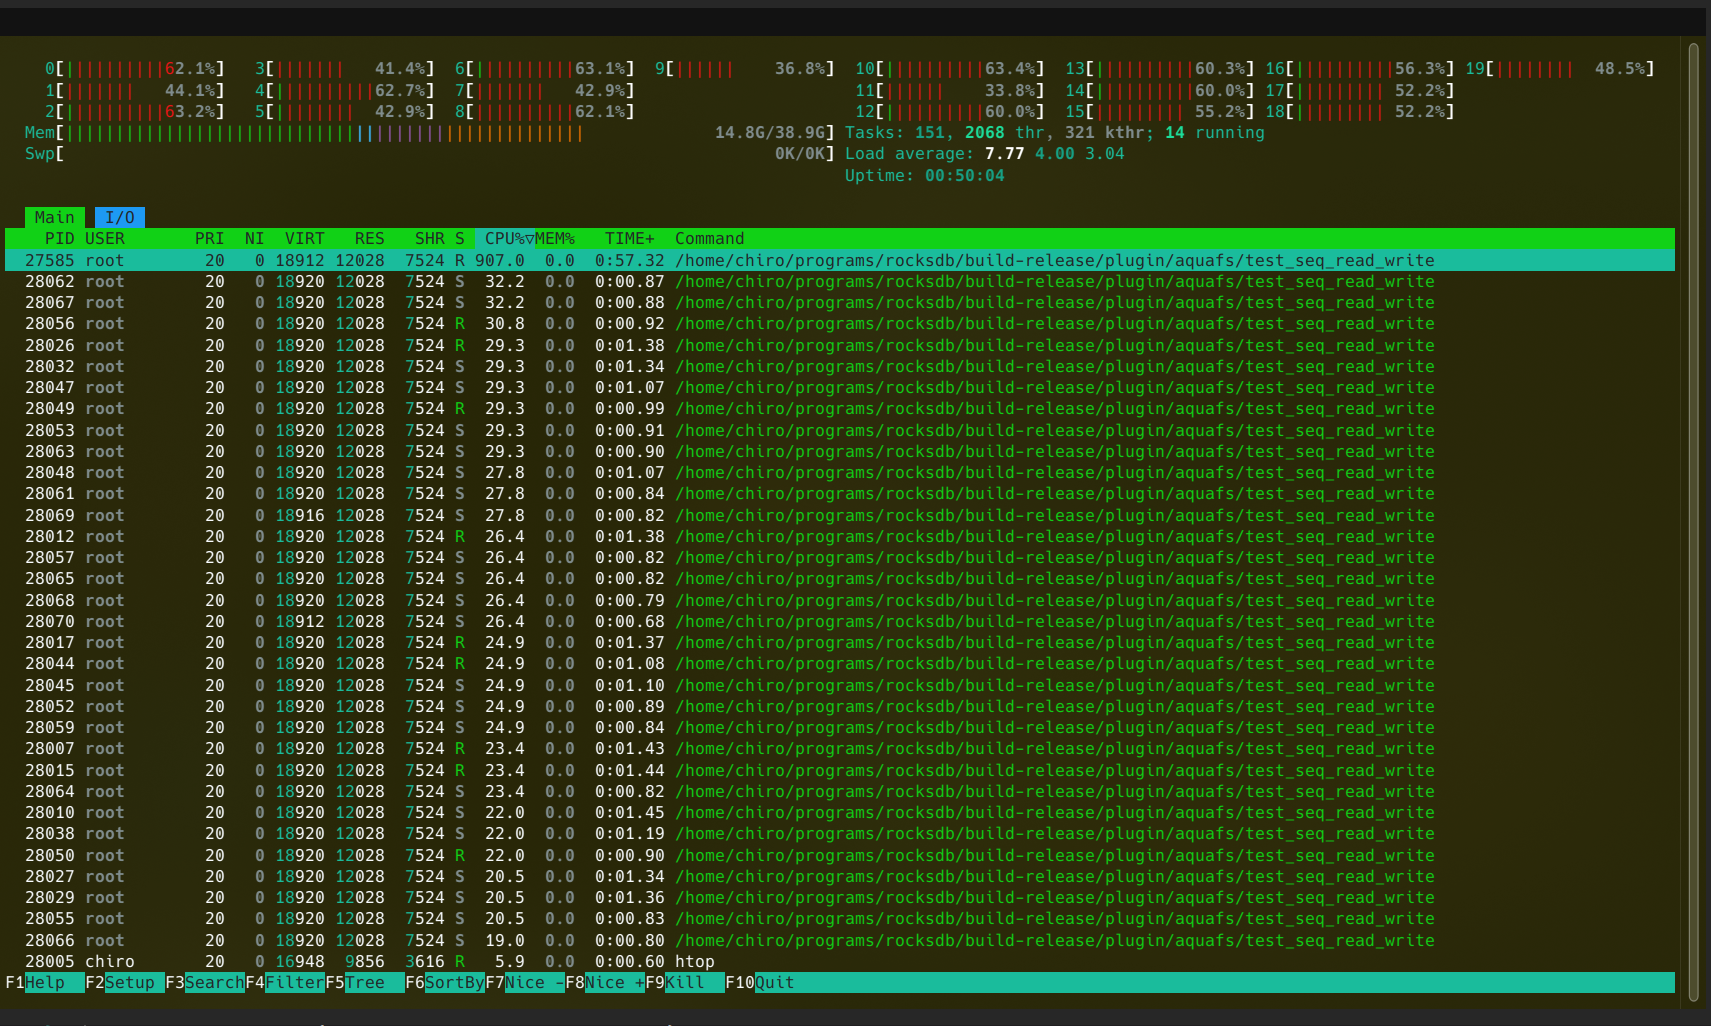 0[||||||||||62.1%] 3[||||||| 41.4%] 6[||||||||||63.1%] 9[|||||| 36.8%] 10[||||||||||63.4%] 13[||||||||||60.3%] 16[||||||||||56.3%] 19[|||||||| 48.5%]
1[||||||| 44.1%] 4[||||||||||62.7%] 7[||||||| 42.9%] 11[|||||| 33.8%] 14[||||||||||60.0%] 17[||||||||| 52.2%]
2[||||||||||63.2%] 5[|||||||| 42.9%] 8[||||||||||62.1%] 12[||||||||||60.0%] 15[||||||||| 55.2%] 18[||||||||| 52.2%]
Mem[|||||||||||||||||||||||||||||||||||||||||||||||||||| 14.8G/38.9G] Tasks: 151, 2068 thr, 321 kthr; 14 running
Swp[ 0K/0K] Load average: 7.77 4.00 3.04
Uptime: 00:50:04
Main I/O
PID USER PRI NI VIRT RES SHR S CPU%▽MEM% TIME+ Command
27585 root 20 0 18912 12028 7524 R 907.0 0.0 0:57.32 /home/chiro/programs/rocksdb/build-release/plugin/aquafs/test_seq_read_write
28062 root 20 0 18920 12028 7524 S 32.2 0.0 0:00.87 /home/chiro/programs/rocksdb/build-release/plugin/aquafs/test_seq_read_write
28067 root 20 0 18920 12028 7524 S 32.2 0.0 0:00.88 /home/chiro/programs/rocksdb/build-release/plugin/aquafs/test_seq_read_write
28056 root 20 0 18920 12028 7524 R 30.8 0.0 0:00.92 /home/chiro/programs/rocksdb/build-release/plugin/aquafs/test_seq_read_write
28026 root 20 0 18920 12028 7524 R 29.3 0.0 0:01.38 /home/chiro/programs/rocksdb/build-release/plugin/aquafs/test_seq_read_write
28032 root 20 0 18920 12028 7524 S 29.3 0.0 0:01.34 /home/chiro/programs/rocksdb/build-release/plugin/aquafs/test_seq_read_write
28047 root 20 0 18920 12028 7524 S 29.3 0.0 0:01.07 /home/chiro/programs/rocksdb/build-release/plugin/aquafs/test_seq_read_write
28049 root 20 0 18920 12028 7524 R 29.3 0.0 0:00.99 /home/chiro/programs/rocksdb/build-release/plugin/aquafs/test_seq_read_write
28053 root 20 0 18920 12028 7524 S 29.3 0.0 0:00.91 /home/chiro/programs/rocksdb/build-release/plugin/aquafs/test_seq_read_write
28063 root 20 0 18920 12028 7524 S 29.3 0.0 0:00.90 /home/chiro/programs/rocksdb/build-release/plugin/aquafs/test_seq_read_write
28048 root 20 0 18920 12028 7524 S 27.8 0.0 0:01.07 /home/chiro/programs/rocksdb/build-release/plugin/aquafs/test_seq_read_write
28061 root 20 0 18920 12028 7524 S 27.8 0.0 0:00.84 /home/chiro/programs/rocksdb/build-release/plugin/aquafs/test_seq_read_write
28069 root 20 0 18916 12028 7524 S 27.8 0.0 0:00.82 /home/chiro/programs/rocksdb/build-release/plugin/aquafs/test_seq_read_write
28012 root 20 0 18920 12028 7524 R 26.4 0.0 0:01.38 /home/chiro/programs/rocksdb/build-release/plugin/aquafs/test_seq_read_write
28057 root 20 0 18920 12028 7524 S 26.4 0.0 0:00.82 /home/chiro/programs/rocksdb/build-release/plugin/aquafs/test_seq_read_write
28065 root 20 0 18920 12028 7524 S 26.4 0.0 0:00.82 /home/chiro/programs/rocksdb/build-release/plugin/aquafs/test_seq_read_write
28068 root 20 0 18920 12028 7524 S 26.4 0.0 0:00.79 /home/chiro/programs/rocksdb/build-release/plugin/aquafs/test_seq_read_write
28070 root 20 0 18912 12028 7524 S 26.4 0.0 0:00.68 /home/chiro/programs/rocksdb/build-release/plugin/aquafs/test_seq_read_write
28017 root 20 0 18920 12028 7524 R 24.9 0.0 0:01.37 /home/chiro/programs/rocksdb/build-release/plugin/aquafs/test_seq_read_write
28044 root 20 0 18920 12028 7524 R 24.9 0.0 0:01.08 /home/chiro/programs/rocksdb/build-release/plugin/aquafs/test_seq_read_write
28045 root 20 0 18920 12028 7524 S 24.9 0.0 0:01.10 /home/chiro/programs/rocksdb/build-release/plugin/aquafs/test_seq_read_write
28052 root 20 0 18920 12028 7524 S 24.9 0.0 0:00.89 /home/chiro/programs/rocksdb/build-release/plugin/aquafs/test_seq_read_write
28059 root 20 0 18920 12028 7524 S 24.9 0.0 0:00.84 /home/chiro/programs/rocksdb/build-release/plugin/aquafs/test_seq_read_write
28007 root 20 0 18920 12028 7524 R 23.4 0.0 0:01.43 /home/chiro/programs/rocksdb/build-release/plugin/aquafs/test_seq_read_write
28015 root 20 0 18920 12028 7524 R 23.4 0.0 0:01.44 /home/chiro/programs/rocksdb/build-release/plugin/aquafs/test_seq_read_write
28064 root 20 0 18920 12028 7524 S 23.4 0.0 0:00.82 /home/chiro/programs/rocksdb/build-release/plugin/aquafs/test_seq_read_write
28010 root 20 0 18920 12028 7524 S 22.0 0.0 0:01.45 /home/chiro/programs/rocksdb/build-release/plugin/aquafs/test_seq_read_write
28038 root 20 0 18920 12028 7524 S 22.0 0.0 0:01.19 /home/chiro/programs/rocksdb/build-release/plugin/aquafs/test_seq_read_write
28050 root 20 0 18920 12028 7524 R 22.0 0.0 0:00.90 /home/chiro/programs/rocksdb/build-release/plugin/aquafs/test_seq_read_write
28027 root 20 0 18920 12028 7524 S 20.5 0.0 0:01.34 /home/chiro/programs/rocksdb/build-release/plugin/aquafs/test_seq_read_write
28029 root 20 0 18920 12028 7524 S 20.5 0.0 0:01.36 /home/chiro/programs/rocksdb/build-release/plugin/aquafs/test_seq_read_write
28055 root 20 0 18920 12028 7524 S 20.5 0.0 0:00.83 /home/chiro/programs/rocksdb/build-release/plugin/aquafs/test_seq_read_write
28066 root 20 0 18920 12028 7524 S 19.0 0.0 0:00.80 /home/chiro/programs/rocksdb/build-release/plugin/aquafs/test_seq_read_write
28005 chiro 20 0 16948 9856 3616 R 5.9 0.0 0:00.60 htop
F1Help F2Setup F3SearchF4FilterF5Tree F6SortByF7Nice -F8Nice +F9Kill F10Quit